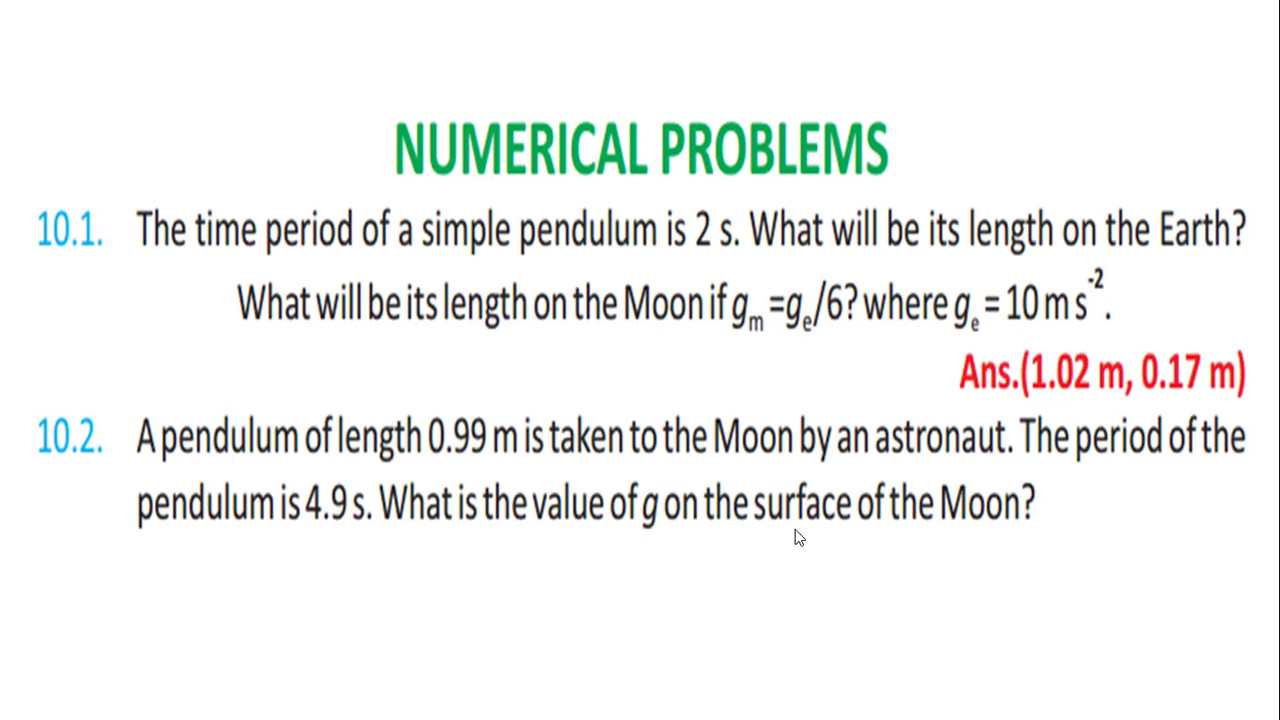 NUMERICAL PROBLEMS
10.1. The time period of a simple pendulum is 2 s. What will be its length on the Earth?
What will be its length on the Moon if gₘ =gₑ/6? where gₑ = 10 m s⁻².
Ans.(1.02 m, 0.17 m)
10.2. A pendulum of length 0.99 m is taken to the Moon by an astronaut. The period of the
pendulum is 4.9 s. What is the value of g on the surface of the Moon?